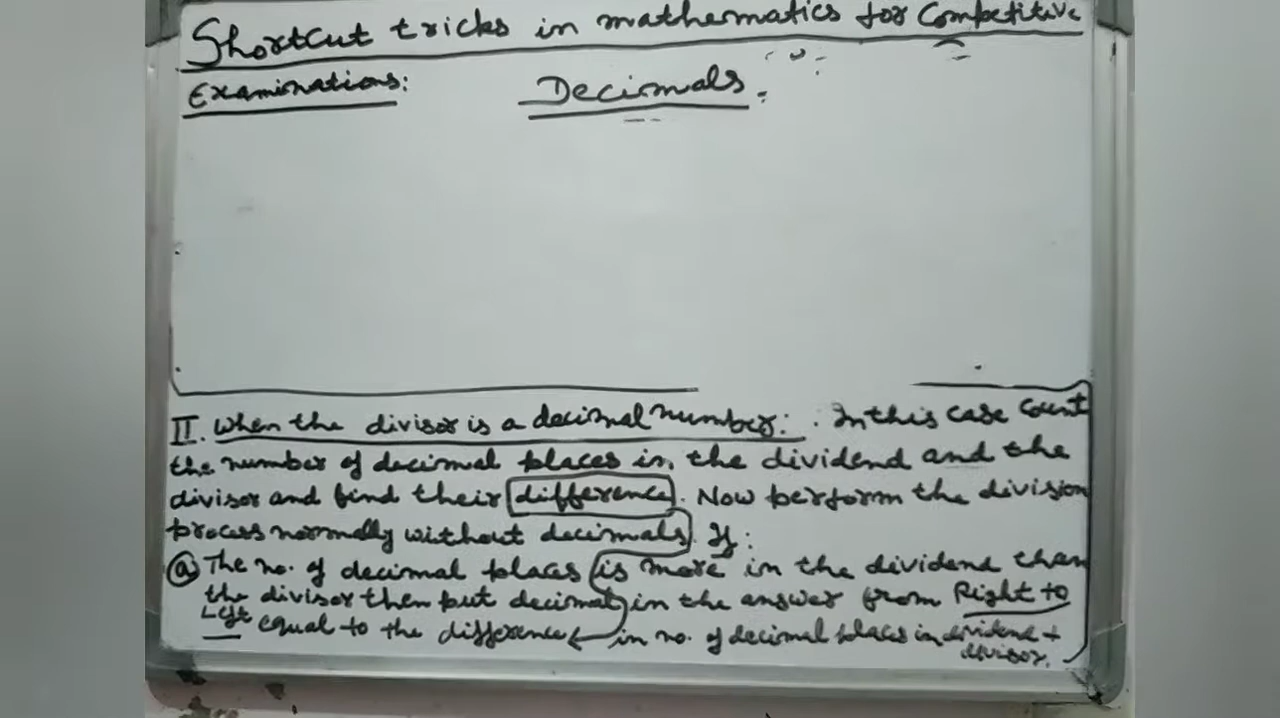 Shortcut tricks in mathematics for Competitive
Examinations: Decimals.
II. When the divisor is a decimal number: In this case count
the number of decimal places in the dividend and the
divisor and find their difference. Now perform the division
process normally without decimals. If:
(a) The no. of decimal places is more in the dividend than
the divisor then put decimal in the answer from Right to
Left equal to the difference in no. of decimal places in dividend +
divisor.